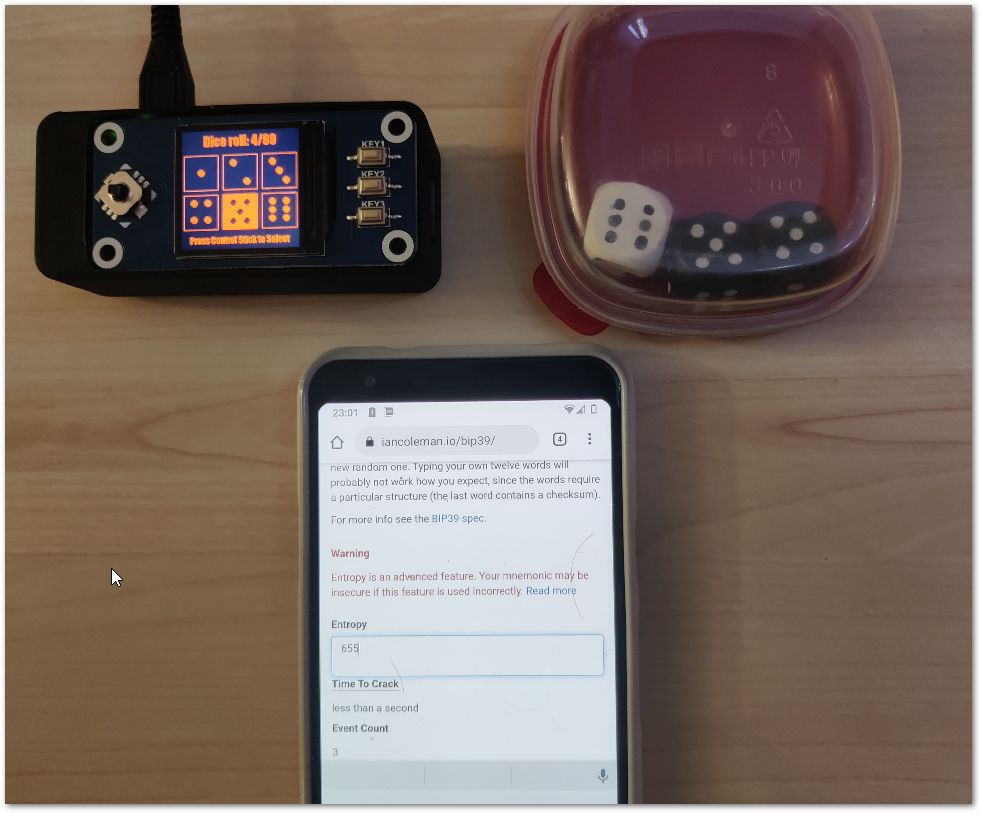 Dice roll: 4/99
Press Control Stick to Select
KEY1
KEY2
KEY3
8
5
PP
300
23:01
4
iancoleman.io/bip39/
new random one. Typing your own twelve words will
probably not work how you expect, since the words require
a particular structure (the last word contains a checksum).
For more info see the BIP39 spec.
Warning
Entropy is an advanced feature. Your mnemonic may be
insecure if this feature is used incorrectly. Read more
Entropy
655
Time To Crack
less than a second
Event Count
3